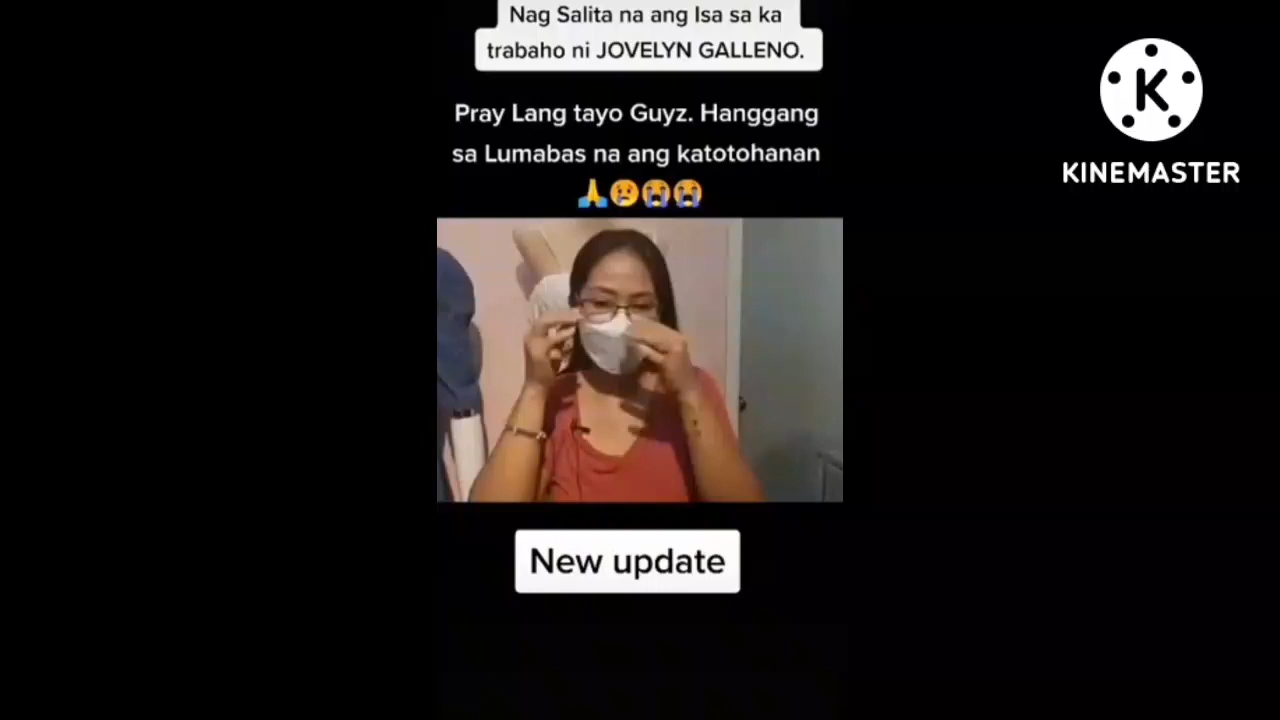 Nag Salita na ang Isa sa ka
trabaho ni JOVELYN GALLENO.
Pray Lang tayo Guyz. Hanggang
sa Lumabas na ang katotohanan
🙏😢😭😭
New update
K
KINEMASTER